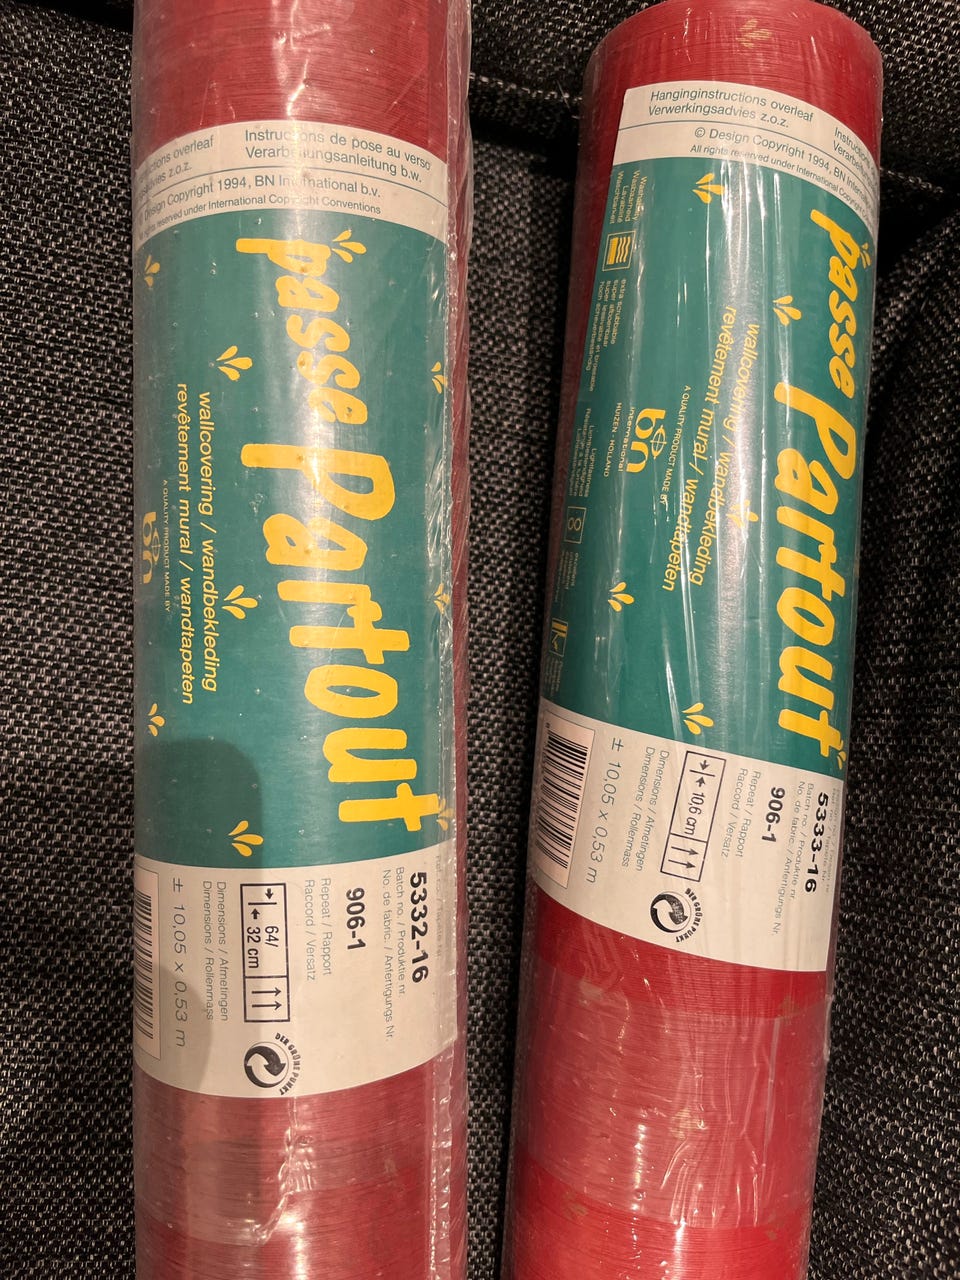 Instructions de pose au verso
Verarbeitungsanleitung b.w.
ctions overleaf
dvies z.o.z.
Design Copyright 1994, BN International b.v.
reserved under International Copyright Conventions
passe Partout
wallcovering / wandbekleding
revêtement mural / wandtapeten
A QUALITY PRODUCT MADE BY
bn
5332-16
Batch no. / Produktie nr.
No. de fabric. / Anfertigungs Nr.
906-1
Repeat / Rapport
Raccord / Versatz
64/
32 cm
Dimensions / Afmetingen
Dimensions / Rollenmass
± 10,05 x 0,53 m
DER GRÜNE PUNKT
Hanginginstructions overleaf
Verwerkingsadvies z.o.z.
© Design Copyright 1994, BN Intern
All rights reserved under International Copyright Co
passe Partout
wallcovering / wandbekleding
revêtement mural / wandtapeten
A QUALITY PRODUCT MADE BY
bn
international
HUIZEN - HOLLAND
5333-16
Batch no. / Produktie nr.
No. de fabric. / Anfertigungs Nr.
906-1
Repeat / Rapport
Raccord / Versatz
10,6 cm
Dimensions / Afmetingen
Dimensions / Rollenmass
± 10,05 x 0,53 m
DER GRÜNE PUNKT